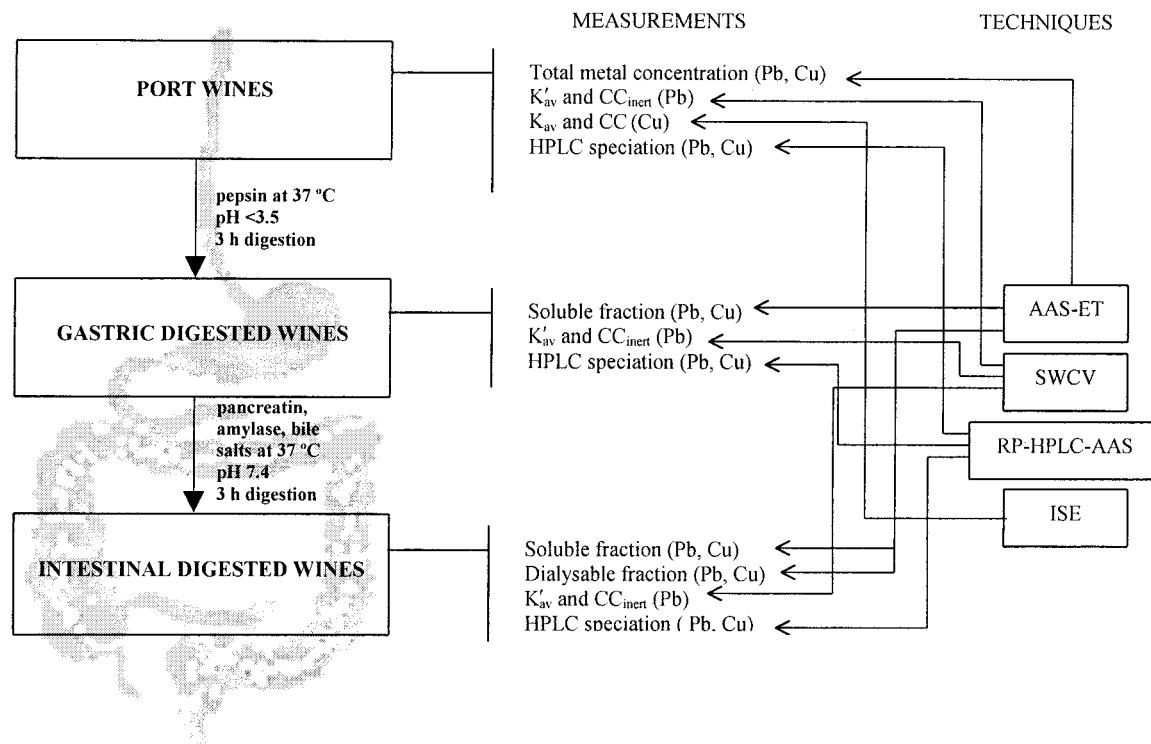 MEASUREMENTS
TECHNIQUES
PORT WINES
Total metal concentration (Pb, Cu)
K′av and CCinert (Pb)
Kav and CC (Cu)
HPLC speciation (Pb, Cu)
pepsin at 37 ºC
pH <3.5
3 h digestion
GASTRIC DIGESTED WINES
Soluble fraction (Pb, Cu)
K′av and CCinert (Pb)
HPLC speciation (Pb, Cu)
AAS-ET
SWCV
RP-HPLC-AAS
ISE
pancreatin,
amylase, bile
salts at 37 ºC
pH 7.4
3 h digestion
INTESTINAL DIGESTED WINES
Soluble fraction (Pb, Cu)
Dialysable fraction (Pb, Cu)
K′av and CCinert (Pb)
HPLC speciation ( Pb, Cu)